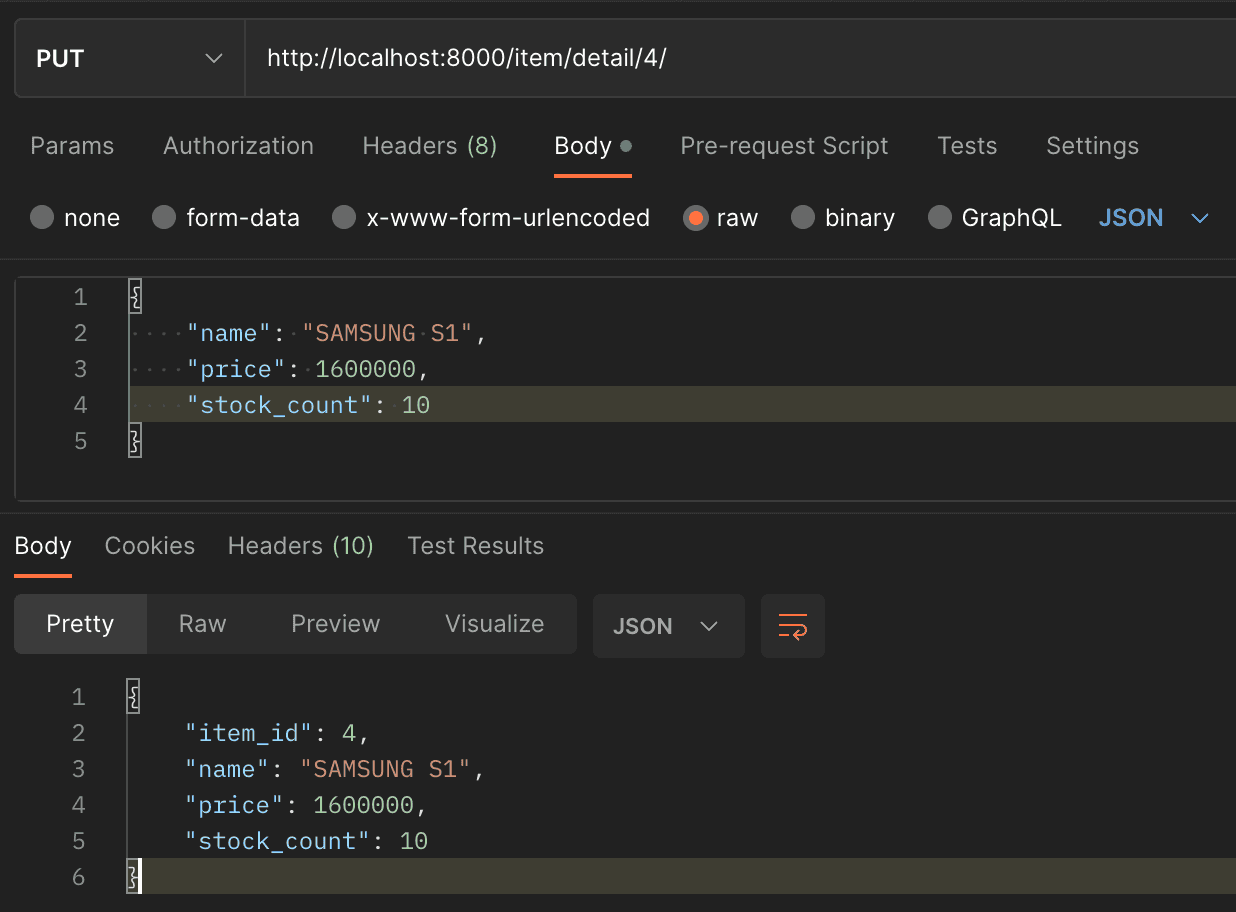 PUT http://localhost:8000/item/detail/4/
Params Authorization Headers (8) Body Pre-request Script Tests Settings
none form-data x-www-form-urlencoded raw binary GraphQL JSON
1 {
2 "name": "SAMSUNG S1",
3 "price": 1600000,
4 "stock_count": 10
5 }
Body Cookies Headers (10) Test Results
Pretty Raw Preview Visualize JSON
1 {
2 "item_id": 4,
3 "name": "SAMSUNG S1",
4 "price": 1600000,
5 "stock_count": 10
6 }